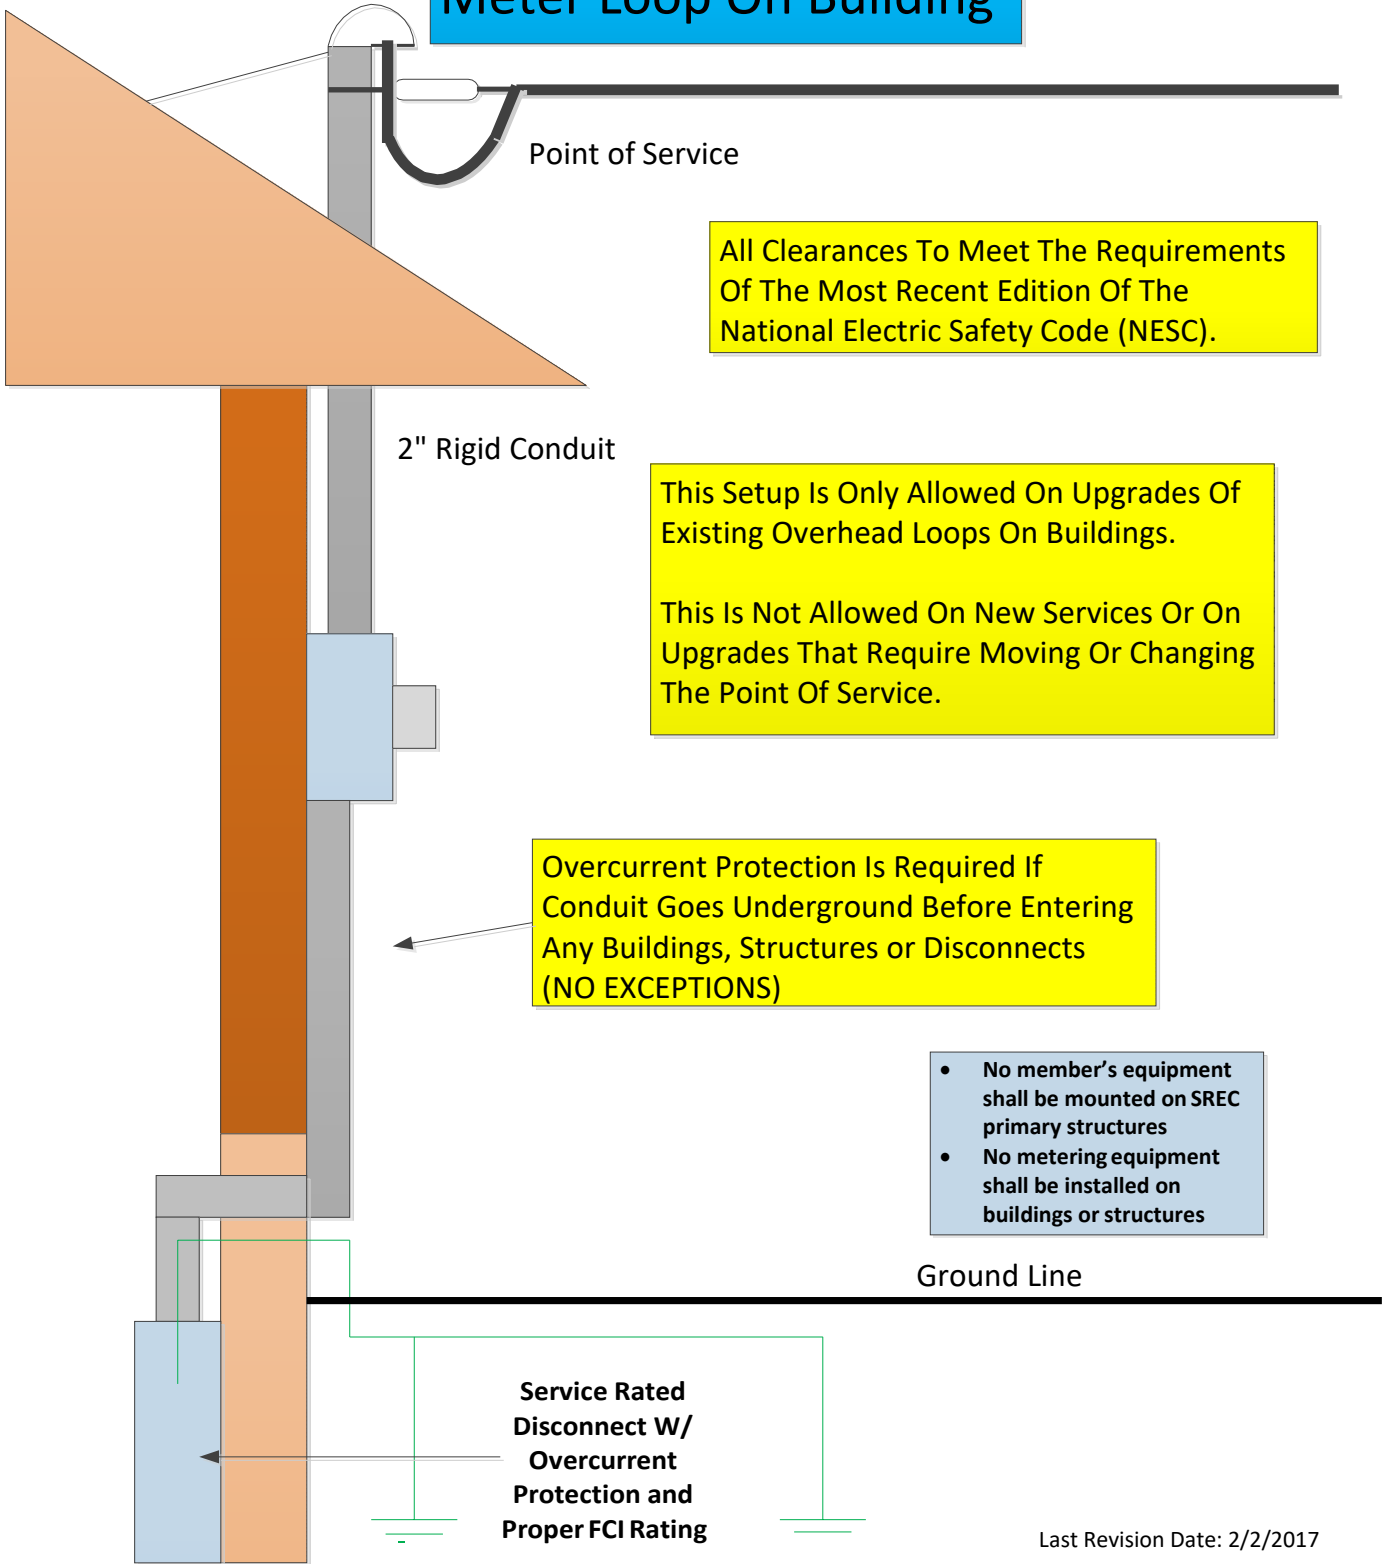 Meter Loop On Building
Point of Service
All Clearances To Meet The Requirements
Of The Most Recent Edition Of The
National Electric Safety Code (NESC).
2" Rigid Conduit
This Setup Is Only Allowed On Upgrades Of
Existing Overhead Loops On Buildings.
This Is Not Allowed On New Services Or On
Upgrades That Require Moving Or Changing
The Point Of Service.
Overcurrent Protection Is Required If
Conduit Goes Underground Before Entering
Any Buildings, Structures or Disconnects
(NO EXCEPTIONS)
• No member’s equipment
shall be mounted on SREC
primary structures
• No metering equipment
shall be installed on
buildings or structures
Ground Line
Service Rated
Disconnect W/
Overcurrent
Protection and
Proper FCI Rating
Last Revision Date: 2/2/2017